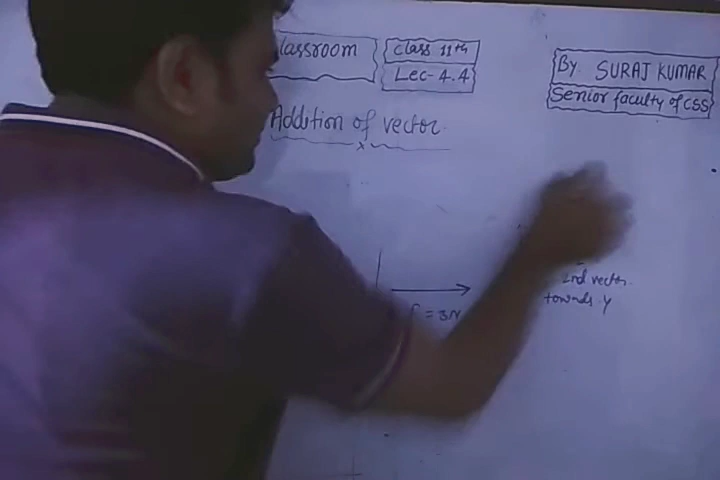 lassroom
Class 11th
Lec- 4.4
By. SURAJ KUMAR
Senior faculty of CSS
Addition of vector
2nd vector
towards y
= 3N